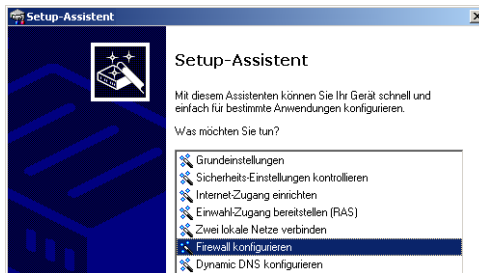 Setup-Assistent
Setup-Assistent
Mit diesem Assistenten können Sie Ihr Gerät schnell und
einfach für bestimmte Anwendungen konfigurieren.
Was möchten Sie tun?
Grundeinstellungen
Sicherheits-Einstellungen kontrollieren
Internet-Zugang einrichten
Einwahl-Zugang bereitstellen (RAS)
Zwei lokale Netze verbinden
Firewall konfigurieren
Dynamic DNS konfigurieren